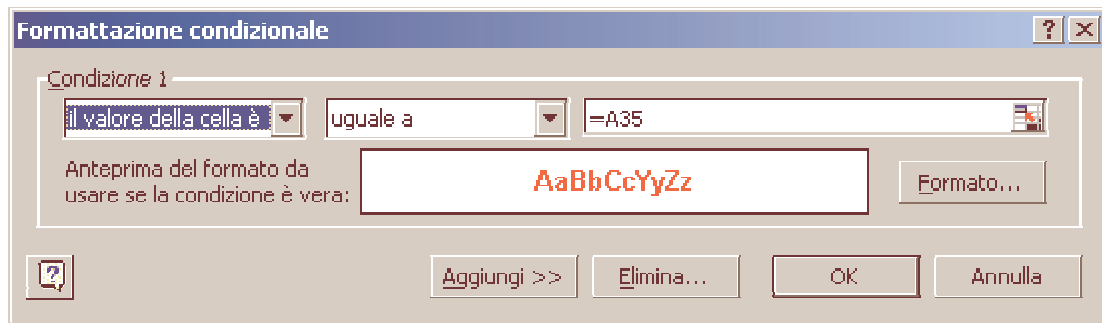 Formattazione condizionale
Condizione 1
il valore della cella è uguale a =A35
Anteprima del formato da
usare se la condizione è vera: AaBbCcYyZz Formato...
Aggiungi >> Elimina... OK Annulla